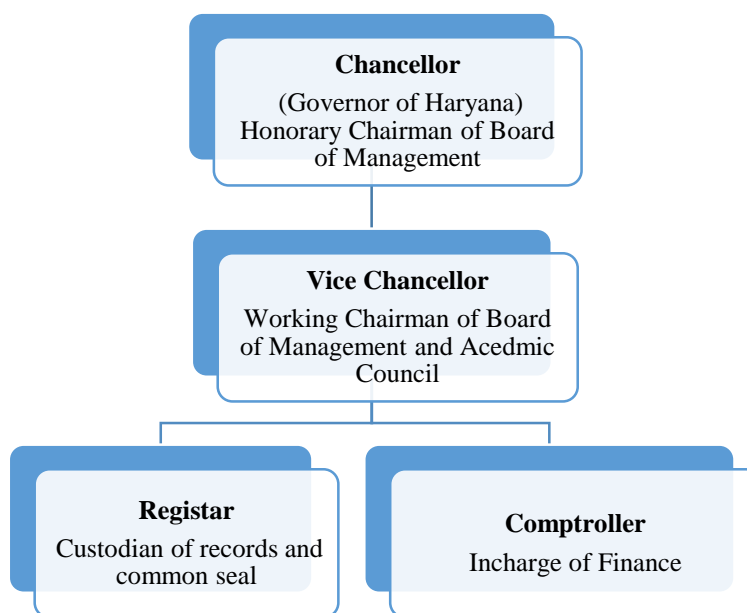 Chancellor
(Governor of Haryana)
Honorary Chairman of Board
of Management
Vice Chancellor
Working Chairman of Board
of Management and Acedmic
Council
Registar
Custodian of records and
common seal
Comptroller
Incharge of Finance